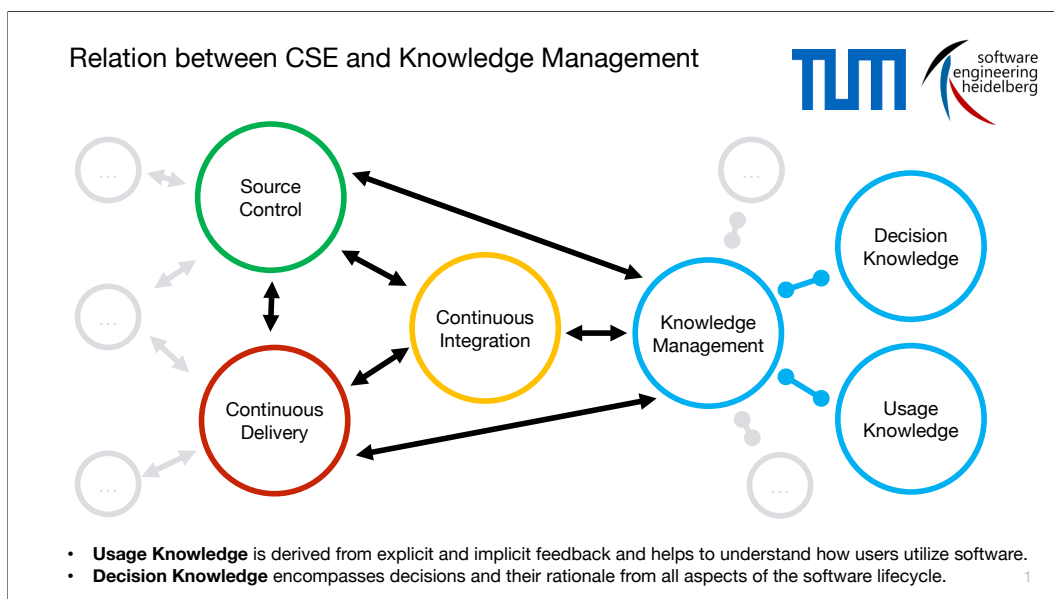 Relation between CSE and Knowledge Management
TUM
software
engineering
heidelberg
...
Source
Control
...
Decision
Knowledge
...
Continuous
Integration
Knowledge
Management
Continuous
Delivery
Usage
Knowledge
...
...
• Usage Knowledge is derived from explicit and implicit feedback and helps to understand how users utilize software.
• Decision Knowledge encompasses decisions and their rationale from all aspects of the software lifecycle.
1